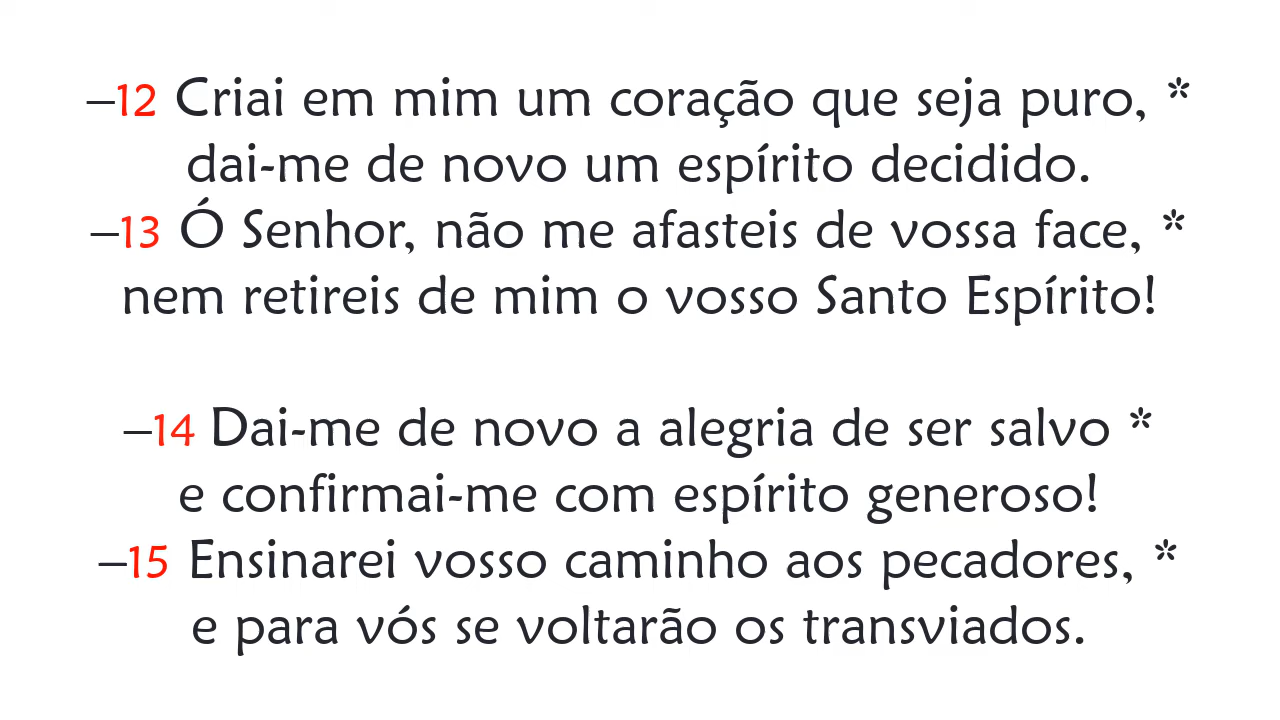 –12 Criai em mim um coração que seja puro, *
dai-me de novo um espírito decidido.
–13 Ó Senhor, não me afasteis de vossa face, *
nem retireis de mim o vosso Santo Espírito!
–14 Dai-me de novo a alegria de ser salvo *
e confirmai-me com espírito generoso!
–15 Ensinarei vosso caminho aos pecadores, *
e para vós se voltarão os transviados.